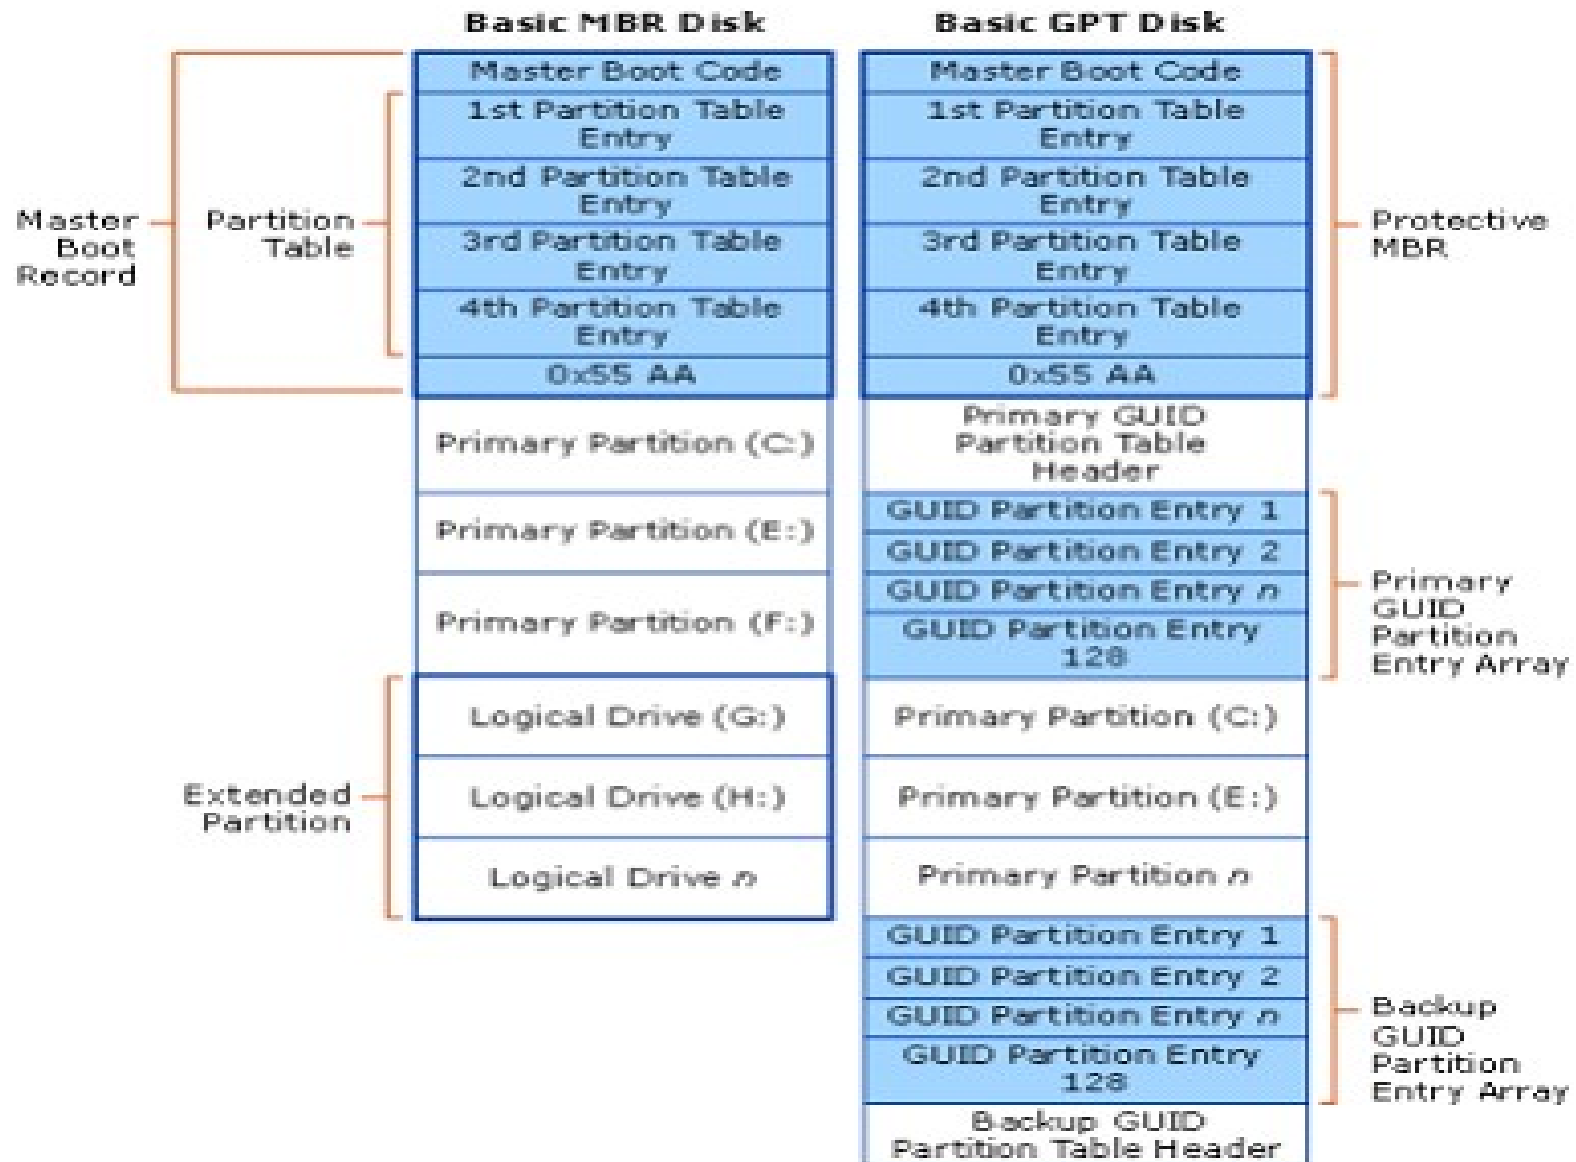 Basic MBR Disk
Master Boot Code
1st Partition Table
Entry
2nd Partition Table
Entry
3rd Partition Table
Entry
4th Partition Table
Entry
0x55 AA
Primary Partition (C:)
Primary Partition (E:)
Primary Partition (F:)
Logical Drive (G:)
Logical Drive (H:)
Logical Drive n
Master
Boot
Record
Partition
Table
Extended
Partition
Basic GPT Disk
Master Boot Code
1st Partition Table
Entry
2nd Partition Table
Entry
3rd Partition Table
Entry
4th Partition Table
Entry
0x55 AA
Primary GUID
Partition Table
Header
GUID Partition Entry 1
GUID Partition Entry 2
GUID Partition Entry n
GUID Partition Entry
128
Primary Partition (C:)
Primary Partition (E:)
Primary Partition n
GUID Partition Entry 1
GUID Partition Entry 2
GUID Partition Entry n
GUID Partition Entry
128
Backup GUID
Partition Table Header
Protective
MBR
Primary
GUID
Partition
Entry Array
Backup
GUID
Partition
Entry Array